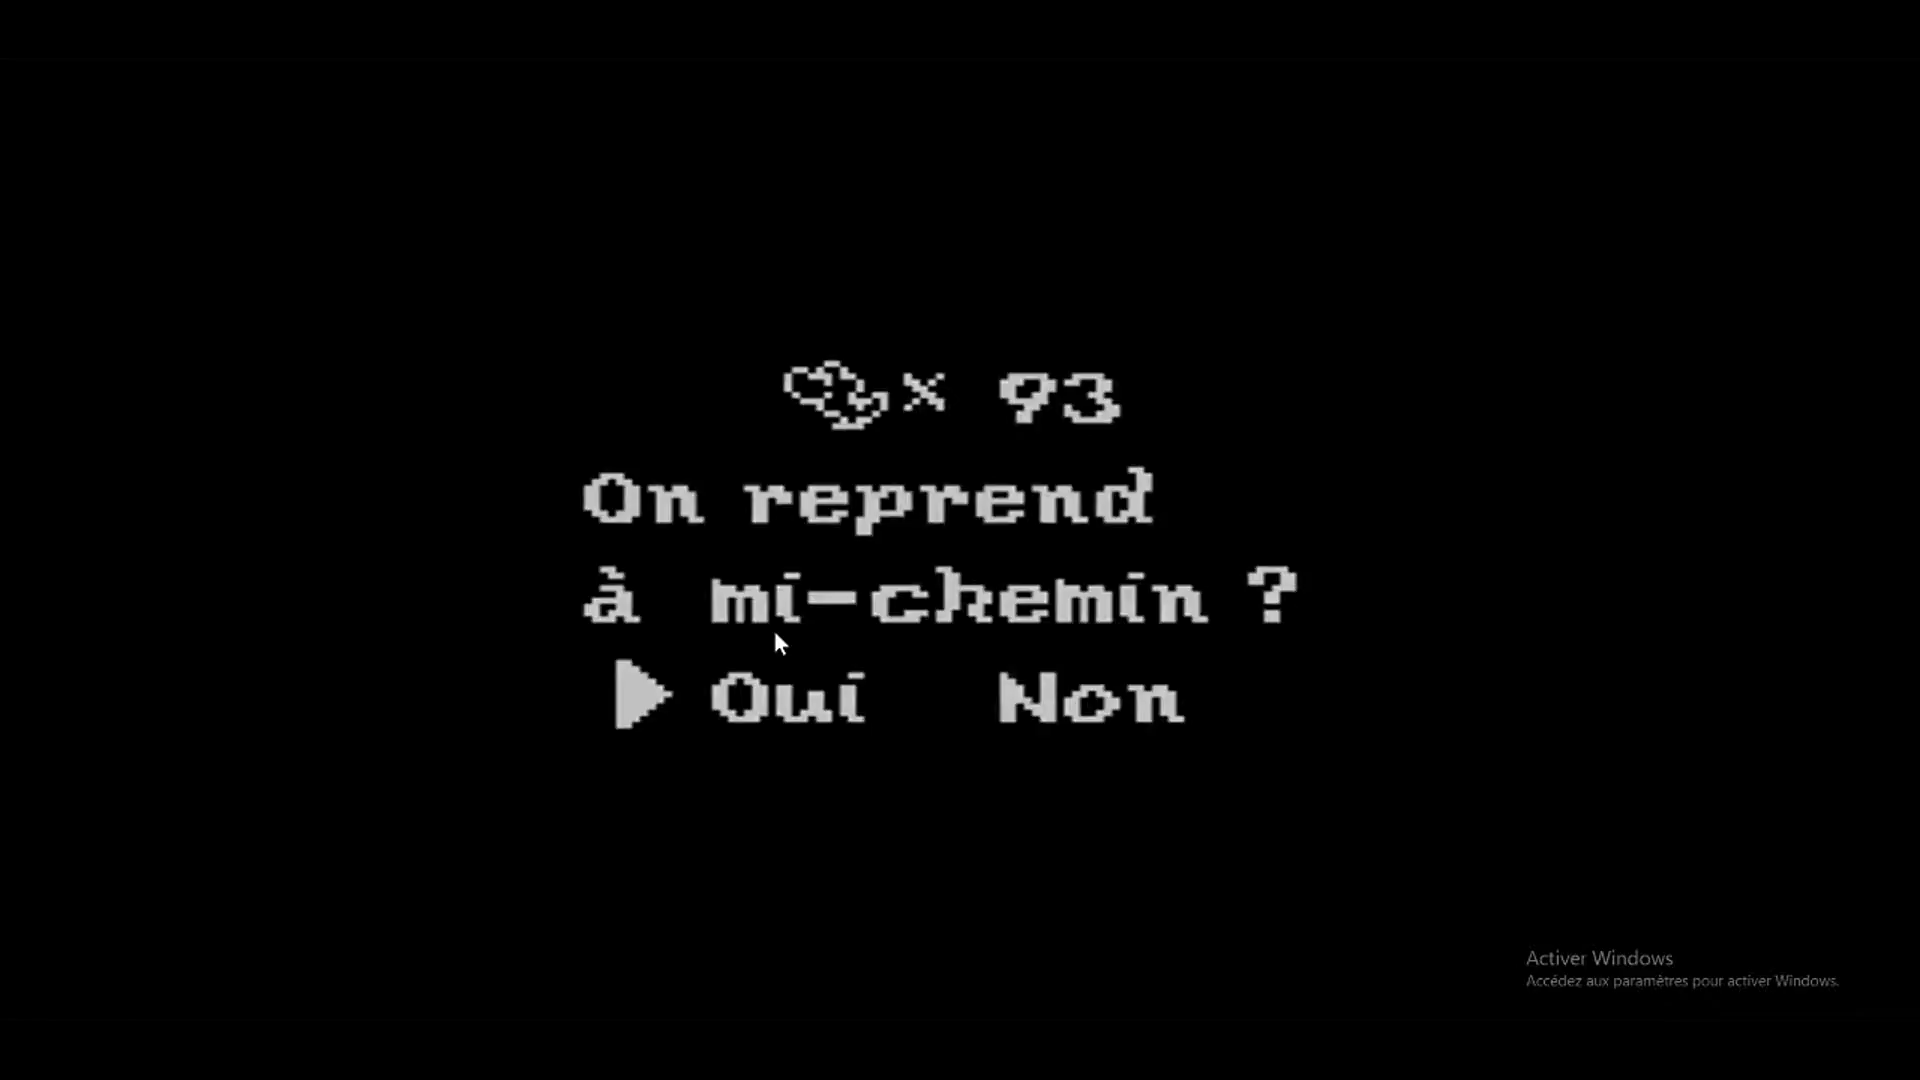 × 93
On reprend
à mi-chemin ?
Oui Non
Activer Windows
Accédez aux paramètres pour activer Windows.